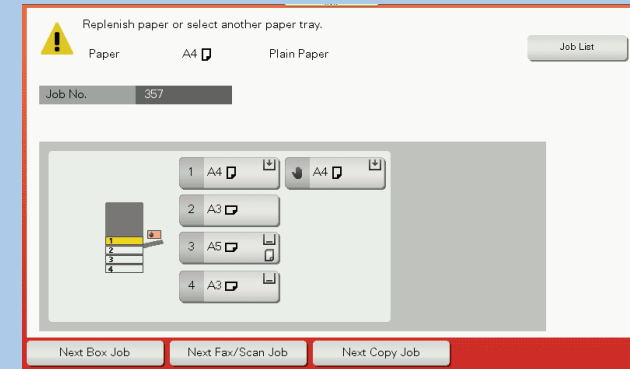 Replenish paper or select another paper tray.
Paper A4 Plain Paper
Job List
Job No. 357
1 A4
A4
2 A3
3 A5
4 A3
1
2
3
4
Next Box Job Next Fax/Scan Job Next Copy Job